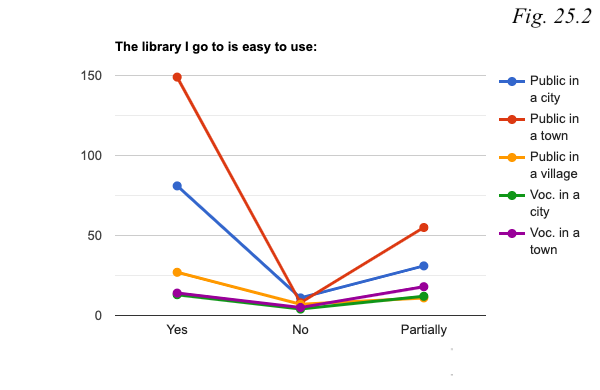 Fig. 25.2
The library I go to is easy to use:
150
100
50
0
Yes
No
Partially
Public in
a city
Public in
a town
Public in
a village
Voc. in a
city
Voc. in a
town